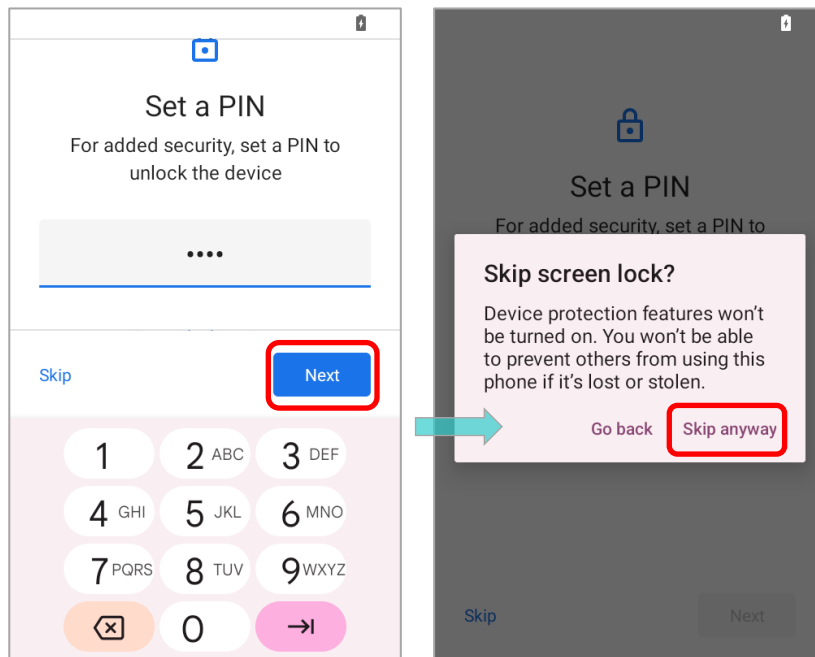 Set a PIN
For added security, set a PIN to
unlock the device
••••
Skip
Next
1
2 ABC
3 DEF
4 GHI
5 JKL
6 MNO
7 PQRS
8 TUV
9 WXYZ
0
Set a PIN
For added security, set a PIN to
Skip screen lock?
Device protection features won't
be turned on. You won't be able
to prevent others from using this
phone if it's lost or stolen.
Go back
Skip anyway
Skip
Next